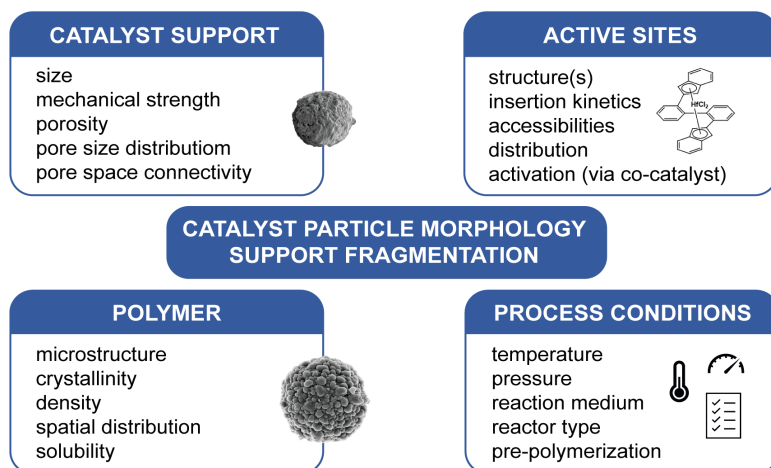 CATALYST SUPPORT
size
mechanical strength
porosity
pore size distributiom
pore space connectivity
ACTIVE SITES
structure(s)
insertion kinetics
accessibilities
distribution
activation (via co-catalyst)
HfCl₂
CATALYST PARTICLE MORPHOLOGY
SUPPORT FRAGMENTATION
POLYMER
microstructure
crystallinity
density
spatial distribution
solubility
PROCESS CONDITIONS
temperature
pressure
reaction medium
reactor type
pre-polymerization